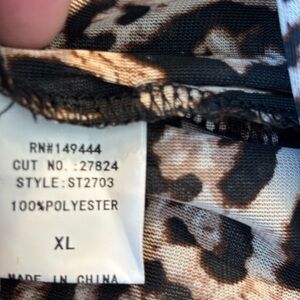 RN#149444
CUT NO.:27824
STYLE:ST2703
100%POLYESTER
XL
MADE IN CHINA